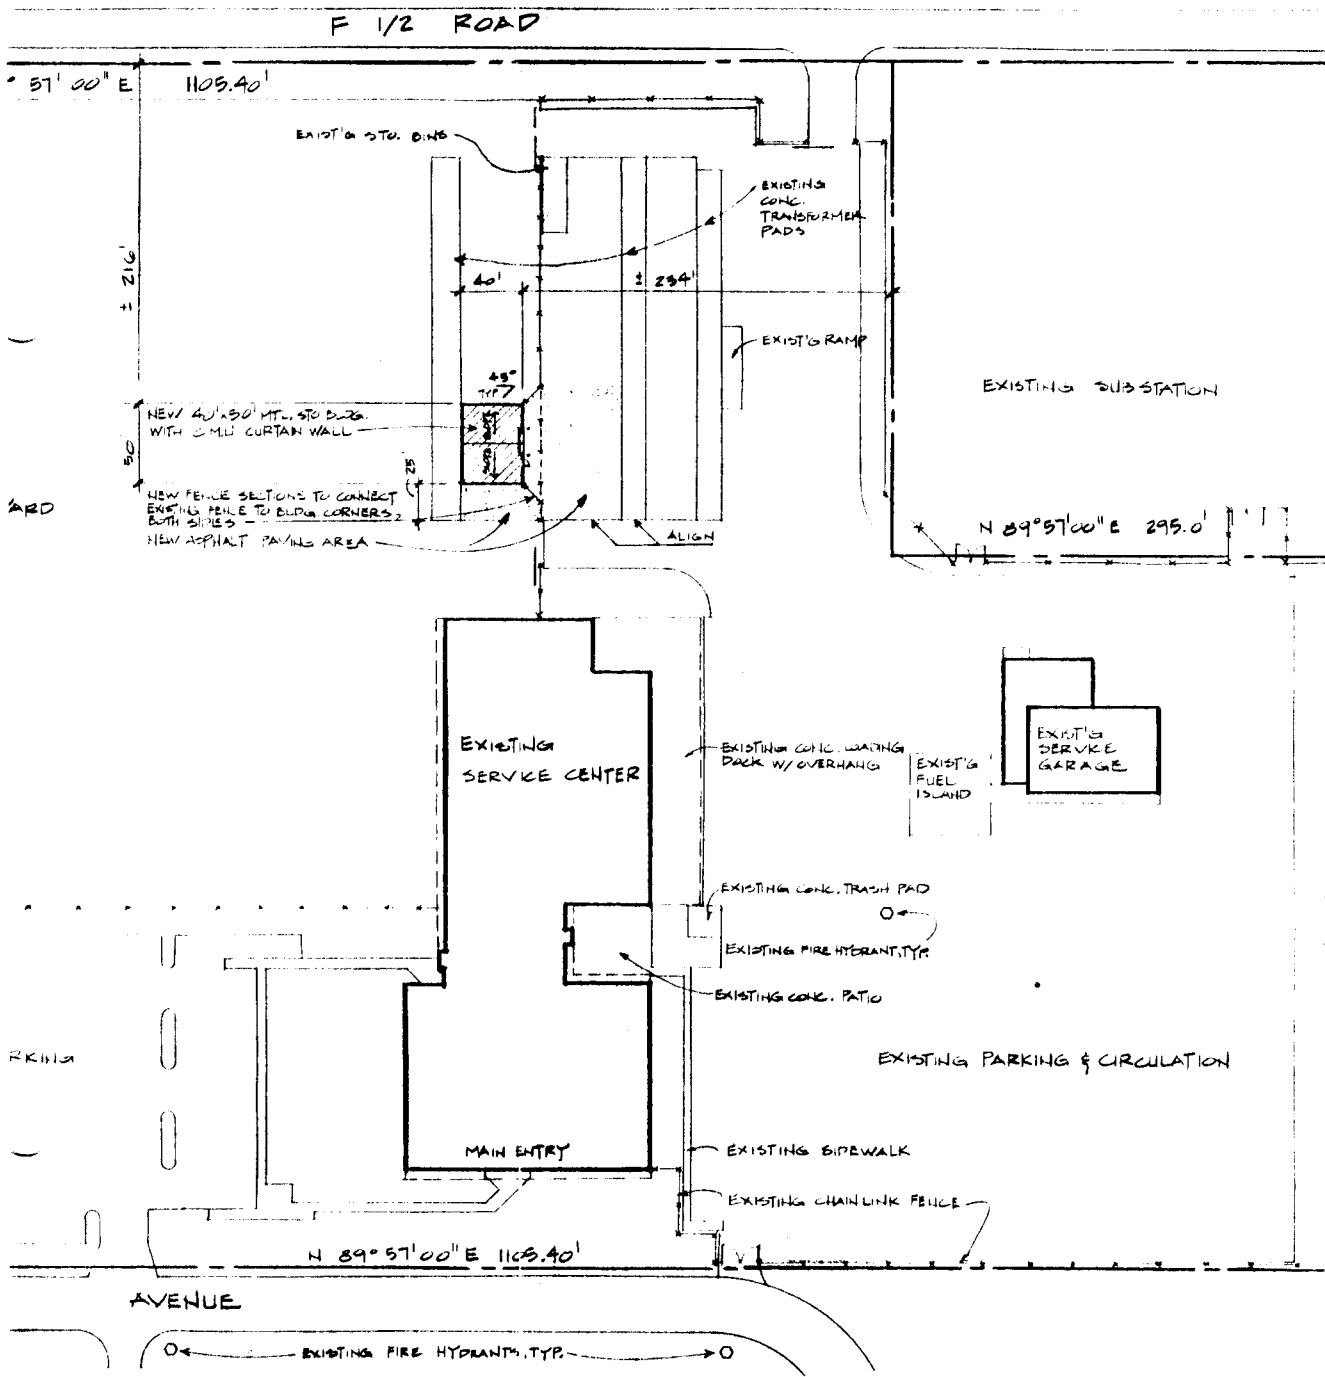 F 1/2 ROAD
° 57' 00" E 1105.40'
EXIST'G STO. BINS
EXISTING
CONC.
TRANSFORMER
PADS
± 216'
40'
± 234'
EXIST'G RAMP
45°
TYP
EXISTING SUBSTATION
NEW 40'x50' MTL. STO BLDG.
WITH C.M.U CURTAIN WALL
50
25'
NEW FENCE SECTIONS TO CONNECT
EXISTING FENCE TO BLDG CORNERS,
BOTH SIDES
NEW ASPHALT PAVING AREA
ALIGN
ARD
N 89°57'00" E 295.0'
EXISTING
SERVICE CENTER
EXISTING CONC. LOADING
DOCK W/ OVERHANG
EXIST'G
FUEL
ISLAND
EXIST'G
SERVICE
GARAGE
EXISTING CONC. TRASH PAD
EXISTING FIRE HYDRANT, TYP.
EXISTING CONC. PATIO
RKING
EXISTING PARKING & CIRCULATION
MAIN ENTRY
EXISTING SIDEWALK
EXISTING CHAINLINK FENCE
N 89°57'00" E 1105.40'
AVENUE
EXISTING FIRE HYDRANTS, TYP.